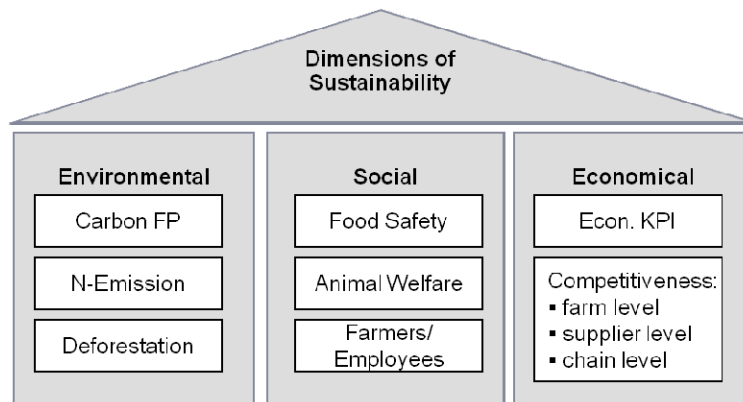 Dimensions of
Sustainability
Environmental
Carbon FP
N-Emission
Deforestation
Social
Food Safety
Animal Welfare
Farmers/
Employees
Economical
Econ. KPI
Competitiveness:
▪ farm level
▪ supplier level
▪ chain level